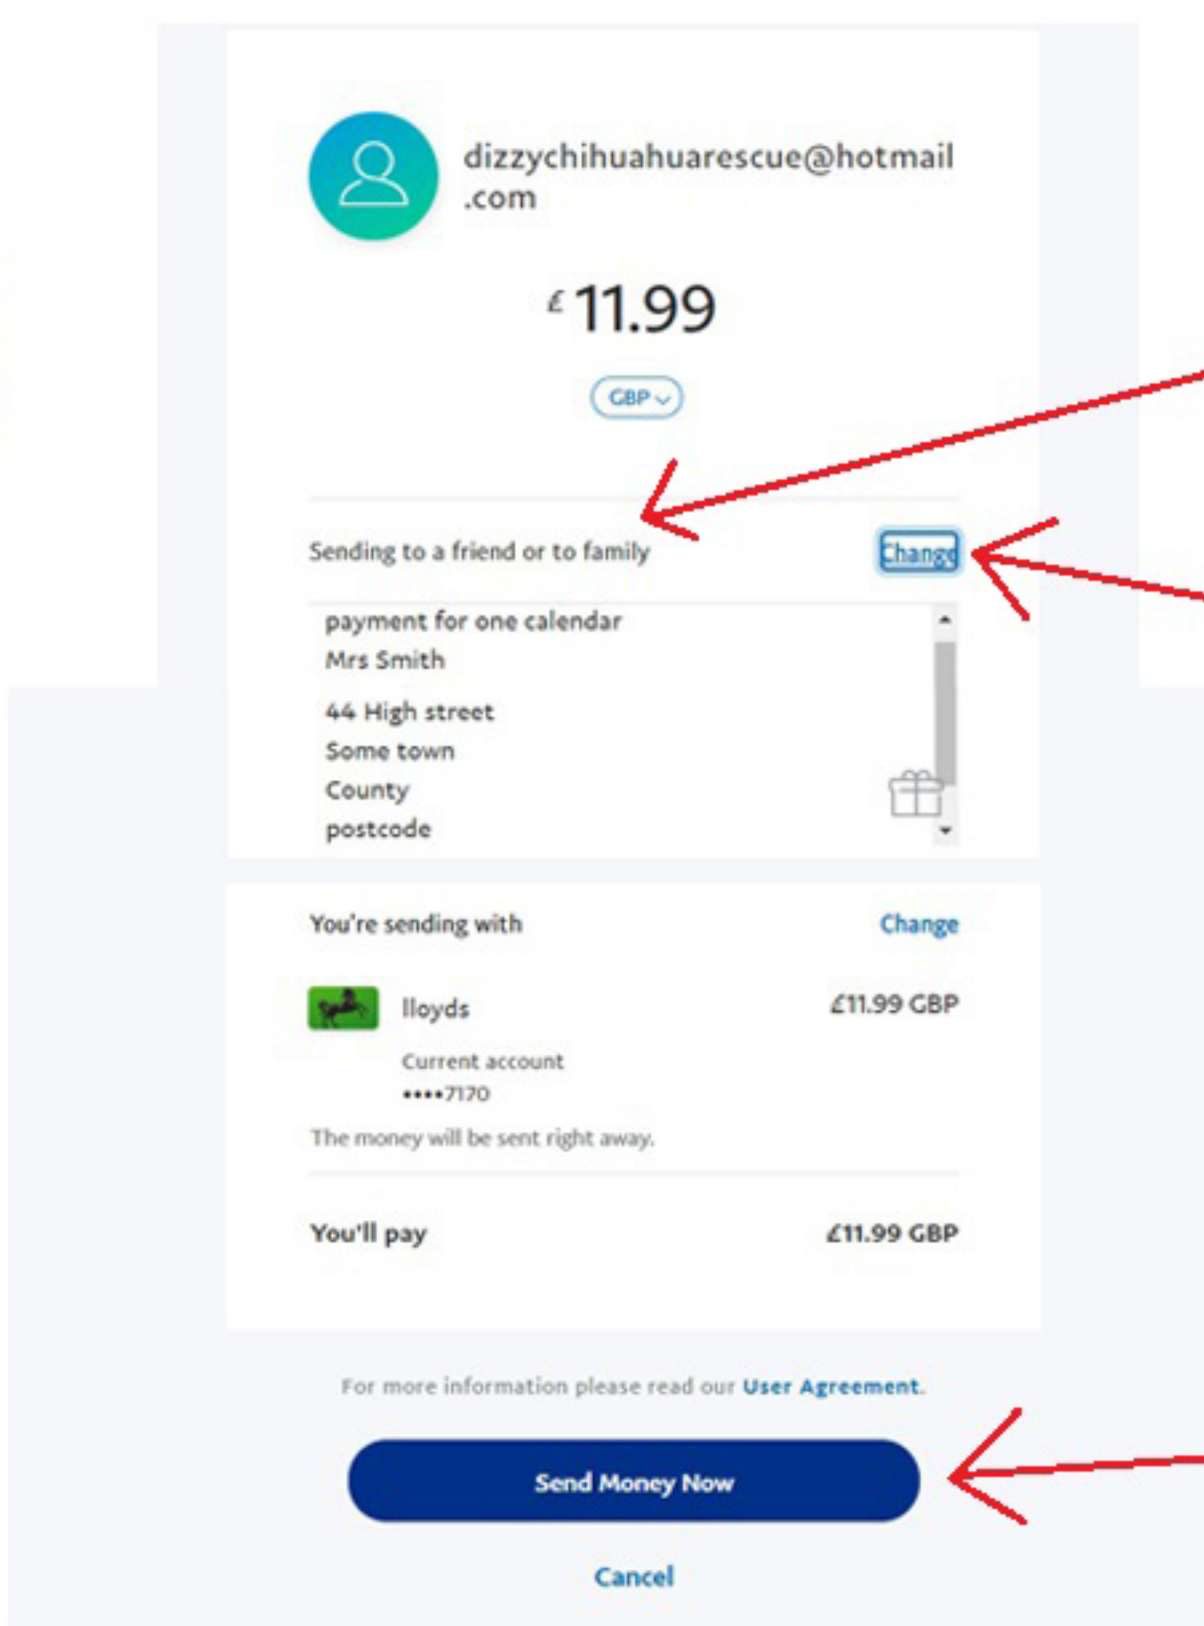 dizzychihuahuarescue@hotmail
.com
£ 11.99
GBP
Sending to a friend or to family
Change
payment for one calendar
Mrs Smith
44 High street
Some town
County
postcode
You're sending with
Change
lloyds
£11.99 GBP
Current account
••••7170
The money will be sent right away.
You'll pay
£11.99 GBP
For more information please read our User Agreement.
Send Money Now
Cancel